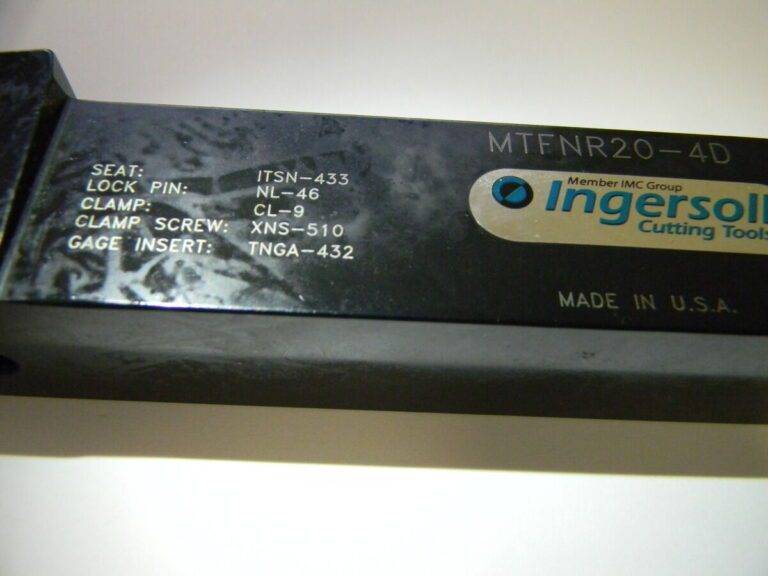 SEAT: ITSN-433
LOCK PIN: NL-46
CLAMP: CL-9
CLAMP SCREW: XNS-510
GAGE INSERT: TNGA-432
MTFNR20-4D
Member IMC Group
Ingersoll
Cutting Tools
MADE IN U.S.A.